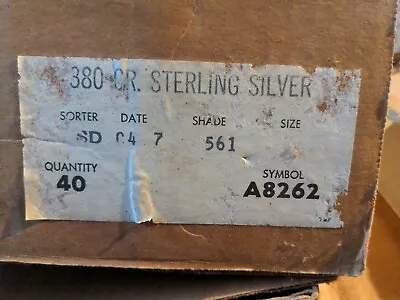 380 CR. STERLING SILVER
SORTER DATE SHADE SIZE
SD 04 7 561
QUANTITY SYMBOL
40 A8262